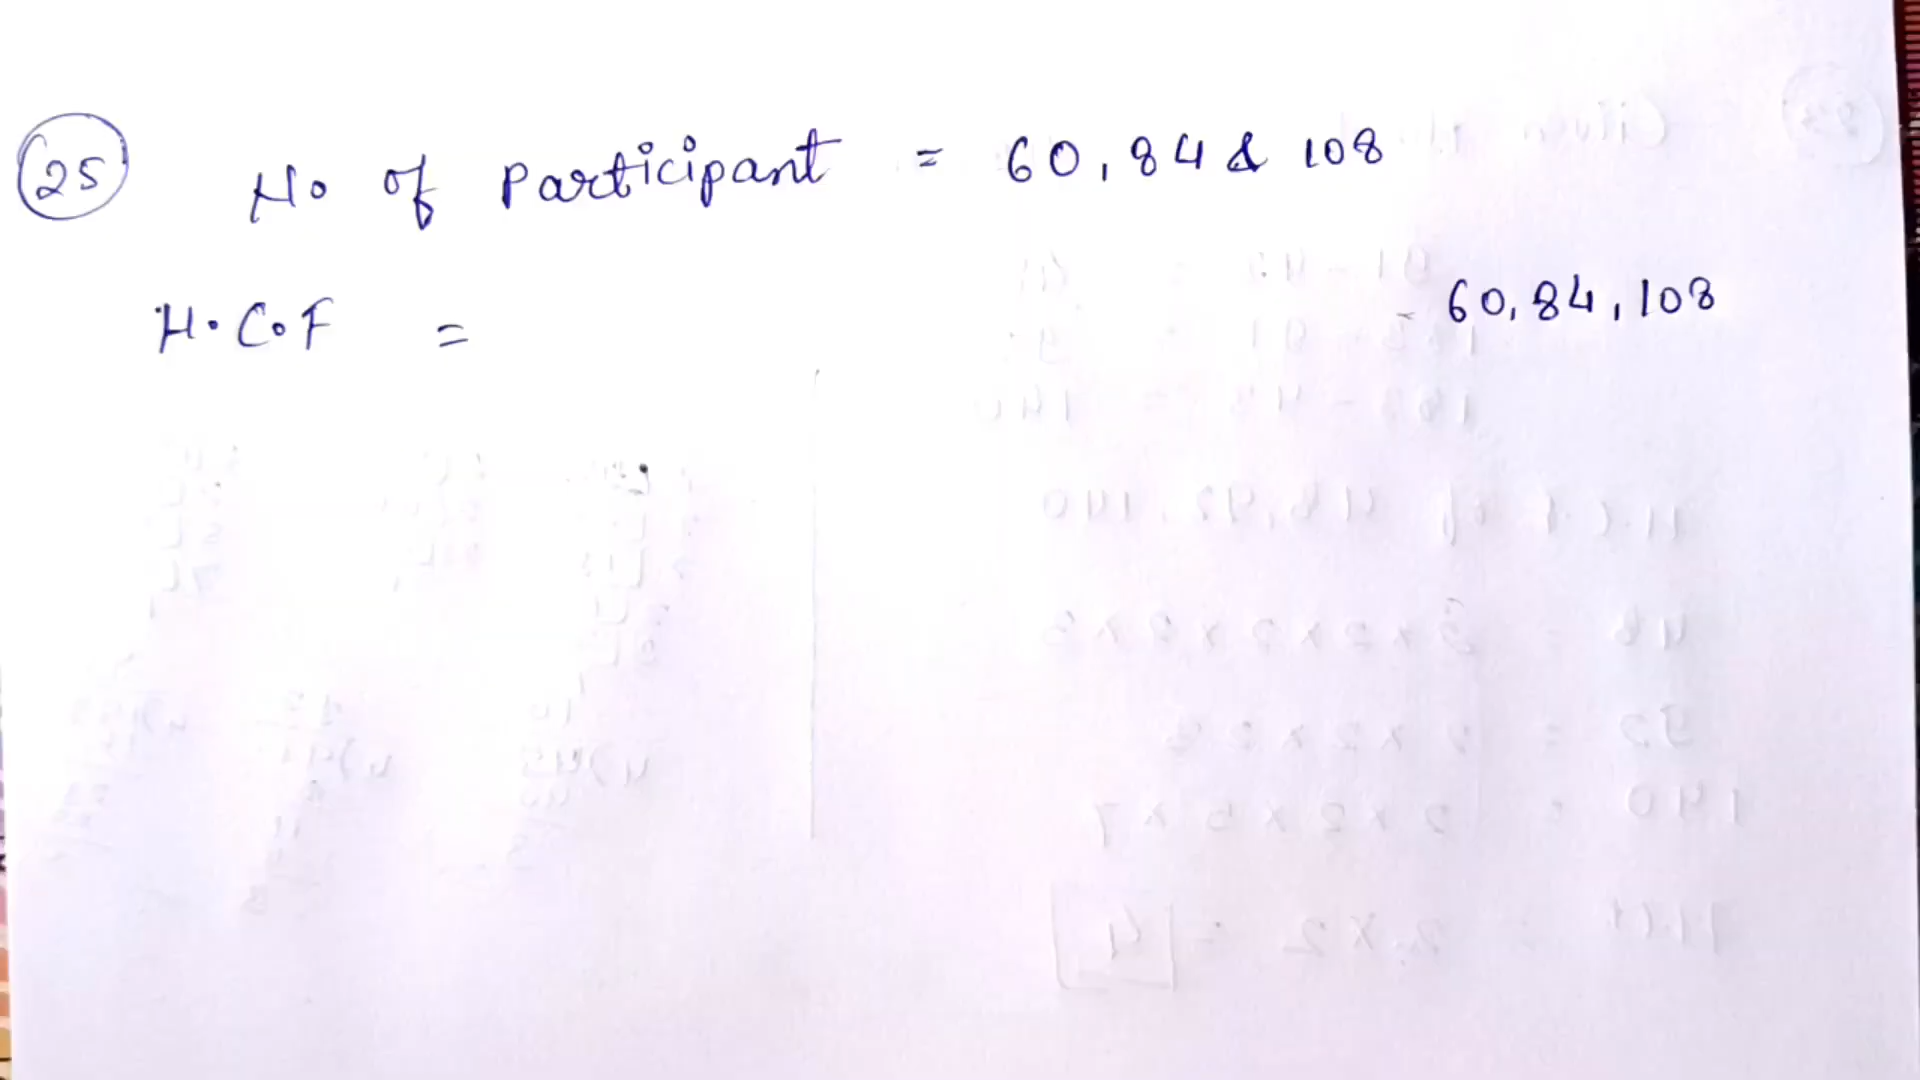 25 No of Participant = 60, 84 & 108
H.C.F =
- 60, 84, 108